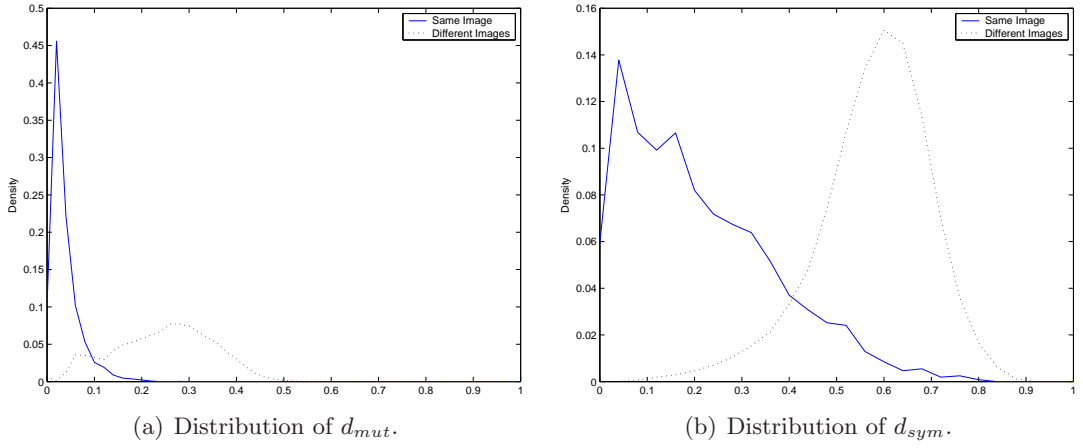 0.5
0.45
0.4
0.35
0.3
0.25
0.2
0.15
0.1
0.05
0
Density
0 0.1 0.2 0.3 0.4 0.5 0.6 0.7 0.8 0.9 1
Same Image
Different Images
(a) Distribution of d_mut.
0.16
0.14
0.12
0.1
0.08
0.06
0.04
0.02
0
Density
0 0.1 0.2 0.3 0.4 0.5 0.6 0.7 0.8 0.9 1
Same Image
Different Images
(b) Distribution of d_sym.